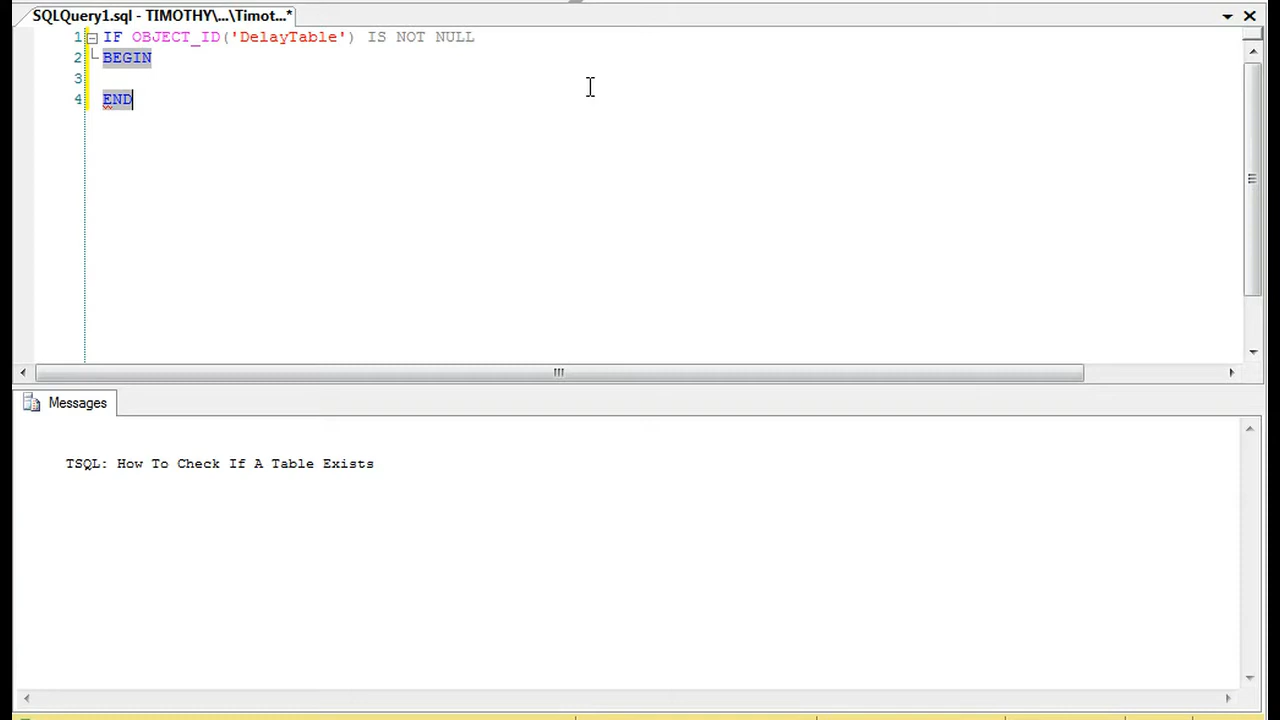 SQLQuery1.sql - TIMOTHY\...\Timot...*
1 IF OBJECT_ID('DelayTable') IS NOT NULL
2 BEGIN
3
4 END
Messages
TSQL: How To Check If A Table Exists